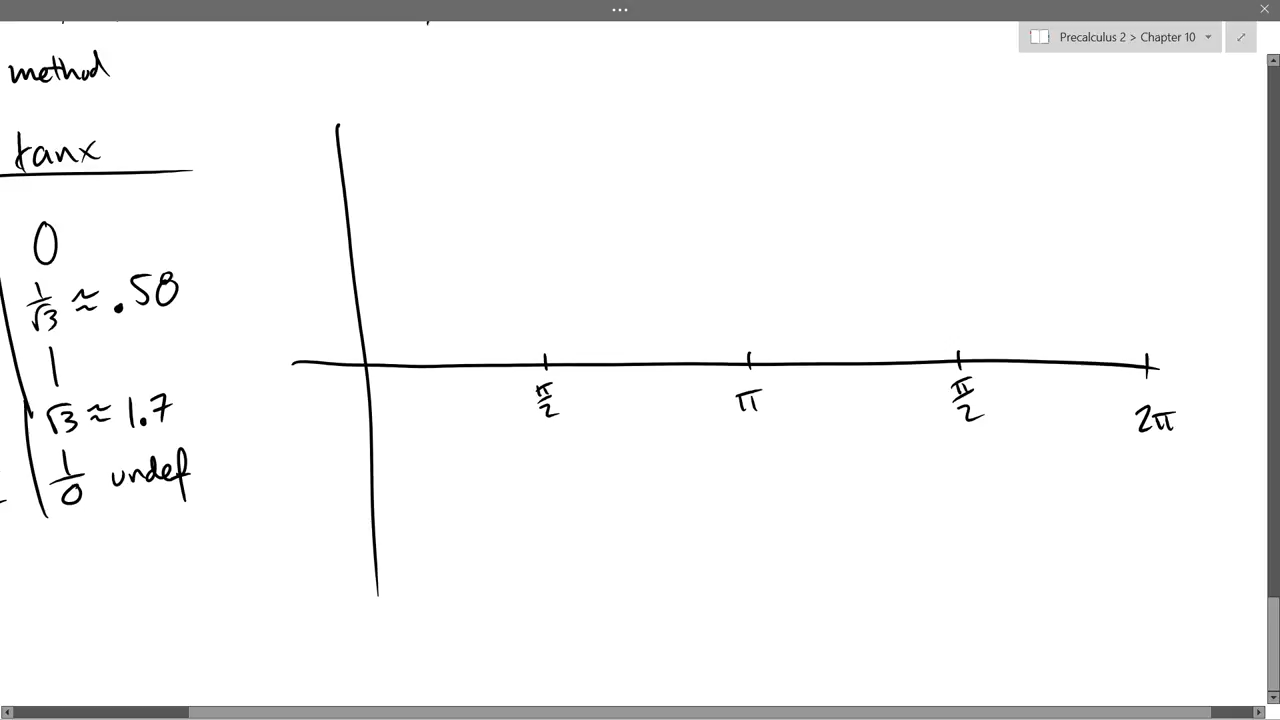 Precalculus 2 > Chapter 10
method
tanx
0
1/√3 ≈ .58
1
√3 ≈ 1.7
1/0 undef
π/2 π π/2 2π